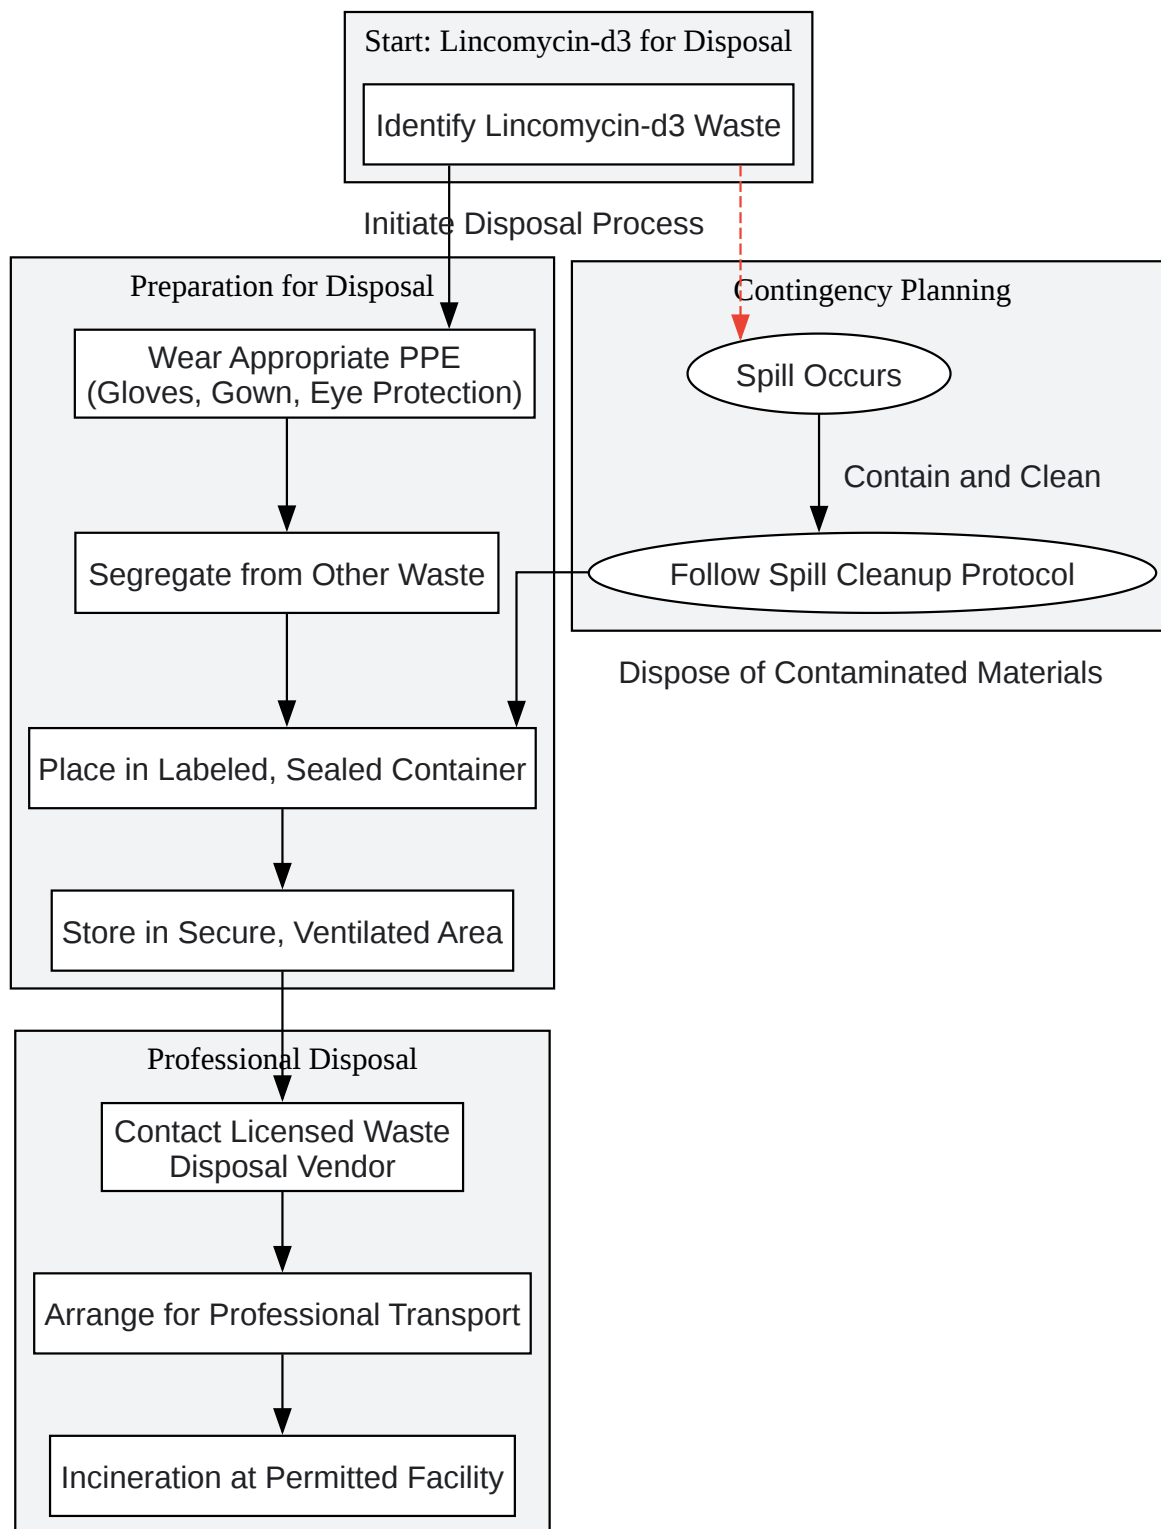 Start: Lincomycin-d3 for Disposal
Identify Lincomycin-d3 Waste
Initiate Disposal Process
Preparation for Disposal
Wear Appropriate PPE
(Gloves, Gown, Eye Protection)
Segregate from Other Waste
Place in Labeled, Sealed Container
Store in Secure, Ventilated Area
Contingency Planning
Spill Occurs
Contain and Clean
Follow Spill Cleanup Protocol
Dispose of Contaminated Materials
Professional Disposal
Contact Licensed Waste
Disposal Vendor
Arrange for Professional Transport
Incineration at Permitted Facility